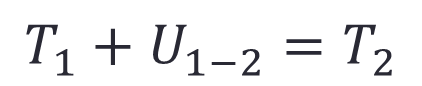 T₁ + U₁₋₂ = T₂